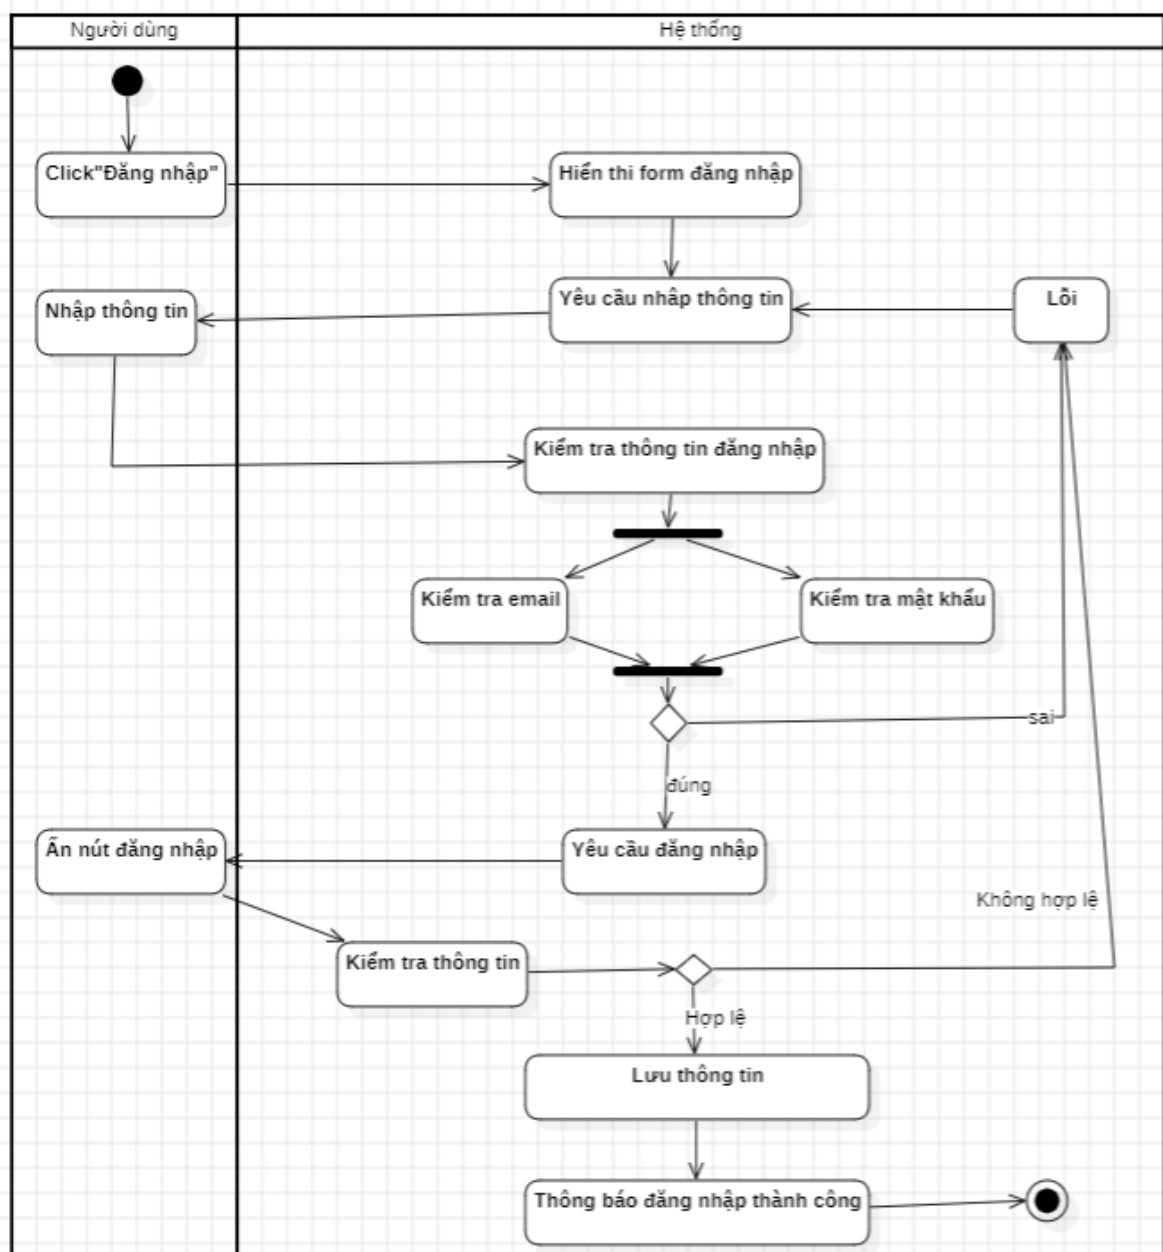 Người dùng
Hệ thống
Click"Đăng nhập"
Hiển thi form đăng nhập
Nhập thông tin
Yêu cầu nhâp thông tin
Lỗi
Kiểm tra thông tin đăng nhập
Kiểm tra email
Kiểm tra mật khẩu
sai
đúng
Ấn nút đăng nhập
Yêu cầu đăng nhập
Không hợp lệ
Kiểm tra thông tin
Hợp lệ
Lưu thông tin
Thông báo đăng nhập thành công